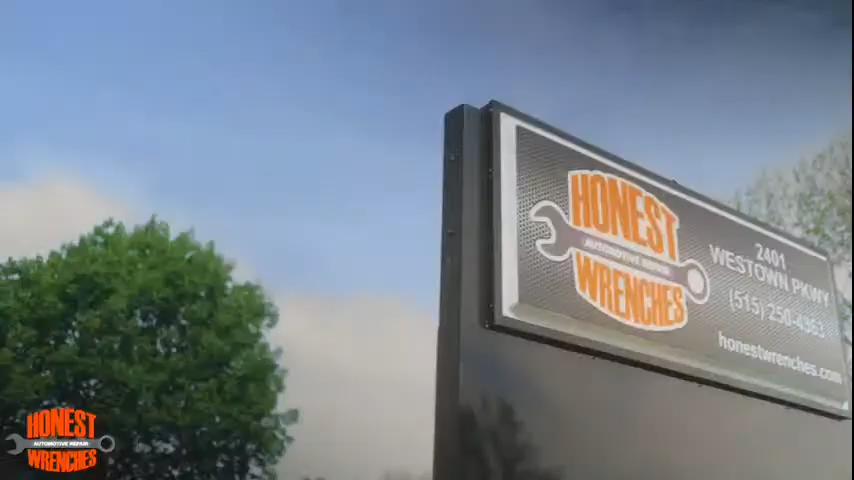 HONEST
AUTOMOTIVE REPAIR
WRENCHES
2401
WESTOWN PKWY
(515) 250-4363
honestwrenches.com
HONEST
AUTOMOTIVE REPAIR
WRENCHES